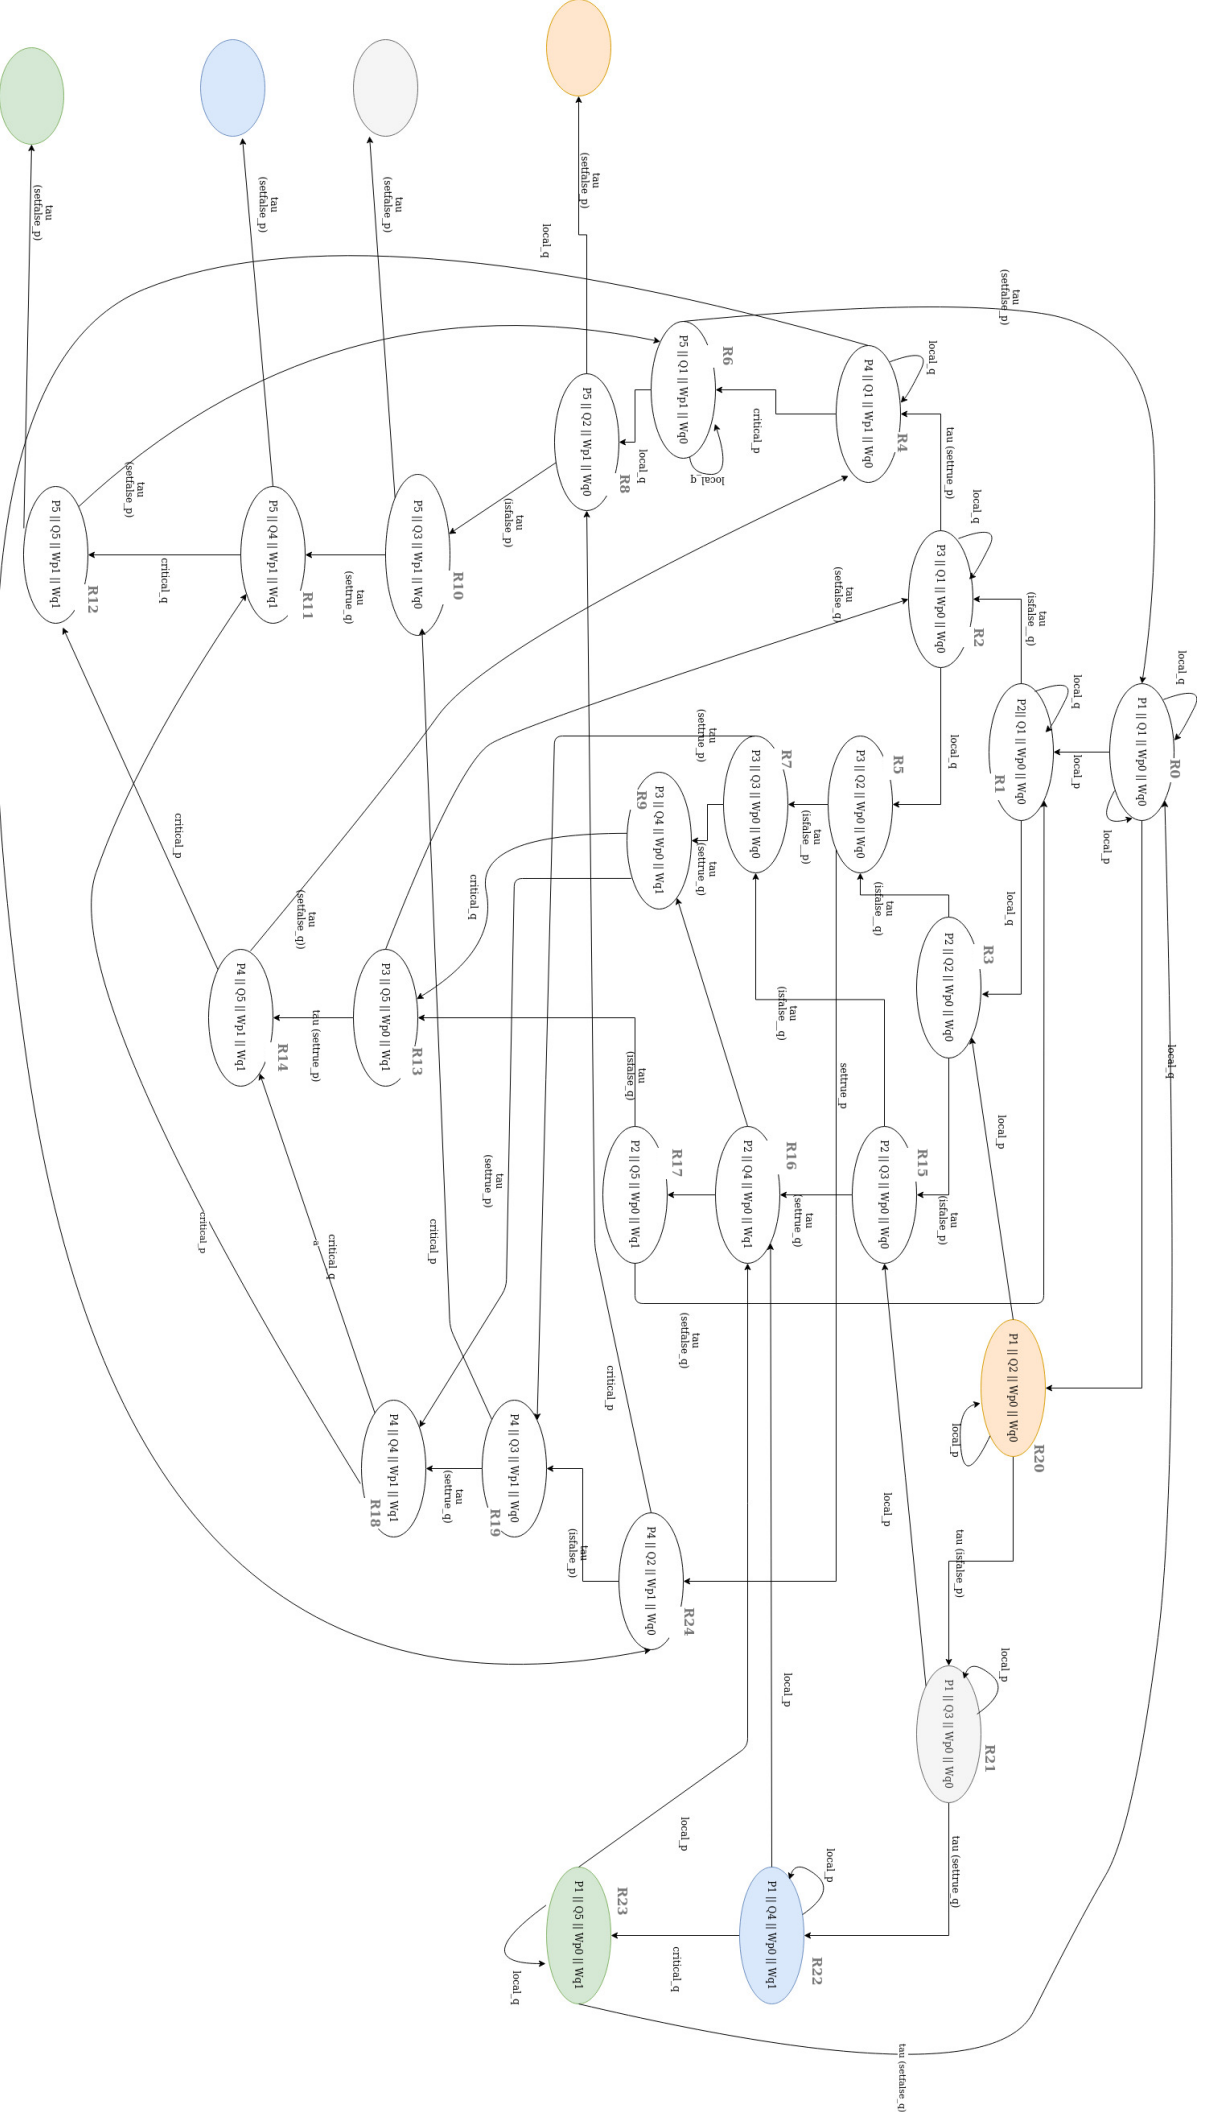 local_q
R0
local_q
P1 || Q1 || Wp0 || Wq0
local_p
local_q
local_p
tau
(setfalse_p)
tau
(isfalse__q)
P2|| Q1 || Wp0 || Wq0
R1
local_q
R20
P1 || Q2 || Wp0 || Wq0
local_p
local_p
local_q
R2
P3 || Q1 || Wp0 || Wq0
tau (settrue_p)
local_q
R3
P2 || Q2 || Wp0 || Wq0
tau
(isfalse_p)
tau (isfalse_p)
local_p
R21
P1 || Q3 || Wp0 || Wq0
tau (settrue_q)
tau (setfalse_q)
local_q
R4
P4 || Q1 || Wp1 || Wq0
R5
P3 || Q2 || Wp0 || Wq0
tau
(isfalse__q)
R15
P2 || Q3 || Wp0 || Wq0
local_p
tau
(setfalse_q)
settrue_p
local_p
R22
P1 || Q4 || Wp0 || Wq1
tau
(isfalse__p)
tau
(isfalse__q)
tau
(settrue_q)
local_p
critical_p
R7
P3 || Q3 || Wp0 || Wq0
R16
P2 || Q4 || Wp0 || Wq1
R6
P5 || Q1 || Wp1 || Wq0
local_q
tau
(settrue_p)
tau
(settrue_q)
tau
(setfalse_q)
R24
P4 || Q2 || Wp1 || Wq0
local_p
critical_q
R17
P2 || Q5 || Wp0 || Wq1
P3 || Q4 || Wp0 || Wq1
R9
local_q
tau
(isfalse_q)
R8
P5 || Q2 || Wp1 || Wq0
critical_p
R23
P1 || Q5 || Wp0 || Wq1
local_q
tau
(setfalse_p)
local_q
tau
(isfalse_p)
tau
(isfalse_p)
critical_q
tau
(settrue_p)
P4 || Q3 || Wp1 || Wq0
R19
tau
(settrue_q)
R10
P5 || Q3 || Wp1 || Wq0
critical_p
R13
P3 || Q5 || Wp0 || Wq1
tau
(setfalse_p)
P4 || Q4 || Wp1 || Wq1
R18
tau
(settrue_q)
tau (settrue_p)
critical_q
a
R11
P5 || Q4 || Wp1 || Wq1
tau
(setfalse_q))
R14
P4 || Q5 || Wp1 || Wq1
tau
(setfalse_p)
critical_p
critical_p
critical_q
tau
(setfalse_p)
R12
P5 || Q5 || Wp1 || Wq1
tau
(setfalse_p)